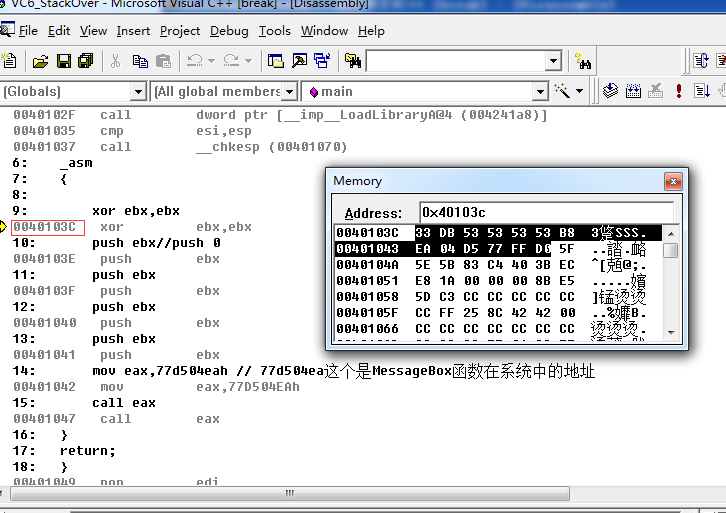 VC6_StackOver - Microsoft Visual C++ [break] - [Disassembly]
File Edit View Insert Project Debug Tools Window Help
(Globals) [All global members main
0040102F call dword ptr [__imp__LoadLibraryA@4 (004241a8)]
00401035 cmp esi,esp
00401037 call __chkesp (00401070)
6: _asm
7: {
8:
9: xor ebx,ebx
0040103C xor ebx,ebx
10: push ebx//push 0
0040103E push ebx
11: push ebx
0040103F push ebx
12: push ebx
00401040 push ebx
13: push ebx
00401041 push ebx
14: mov eax,77d504eah // 77d504ea这个是MessageBox函数在系统中的地址
00401042 mov eax,77D504EAh
15: call eax
00401047 call eax
16: }
17: return;
18: }
00401049 pop edi
Memory
Address: 0x40103c
0040103C 33 DB 53 53 53 53 B8 3跾SSS.
00401043 EA 04 D5 77 FF D0 5F
0040104A 5E 5B 83 C4 40 3B EC
00401051 E8 1A 00 00 00 8B E5
00401058 5D C3 CC CC CC CC CC ]锰烫烫
0040105F CC FF 25 8C 42 42 00
00401066 CC CC CC CC CC CC CC 烫烫烫.